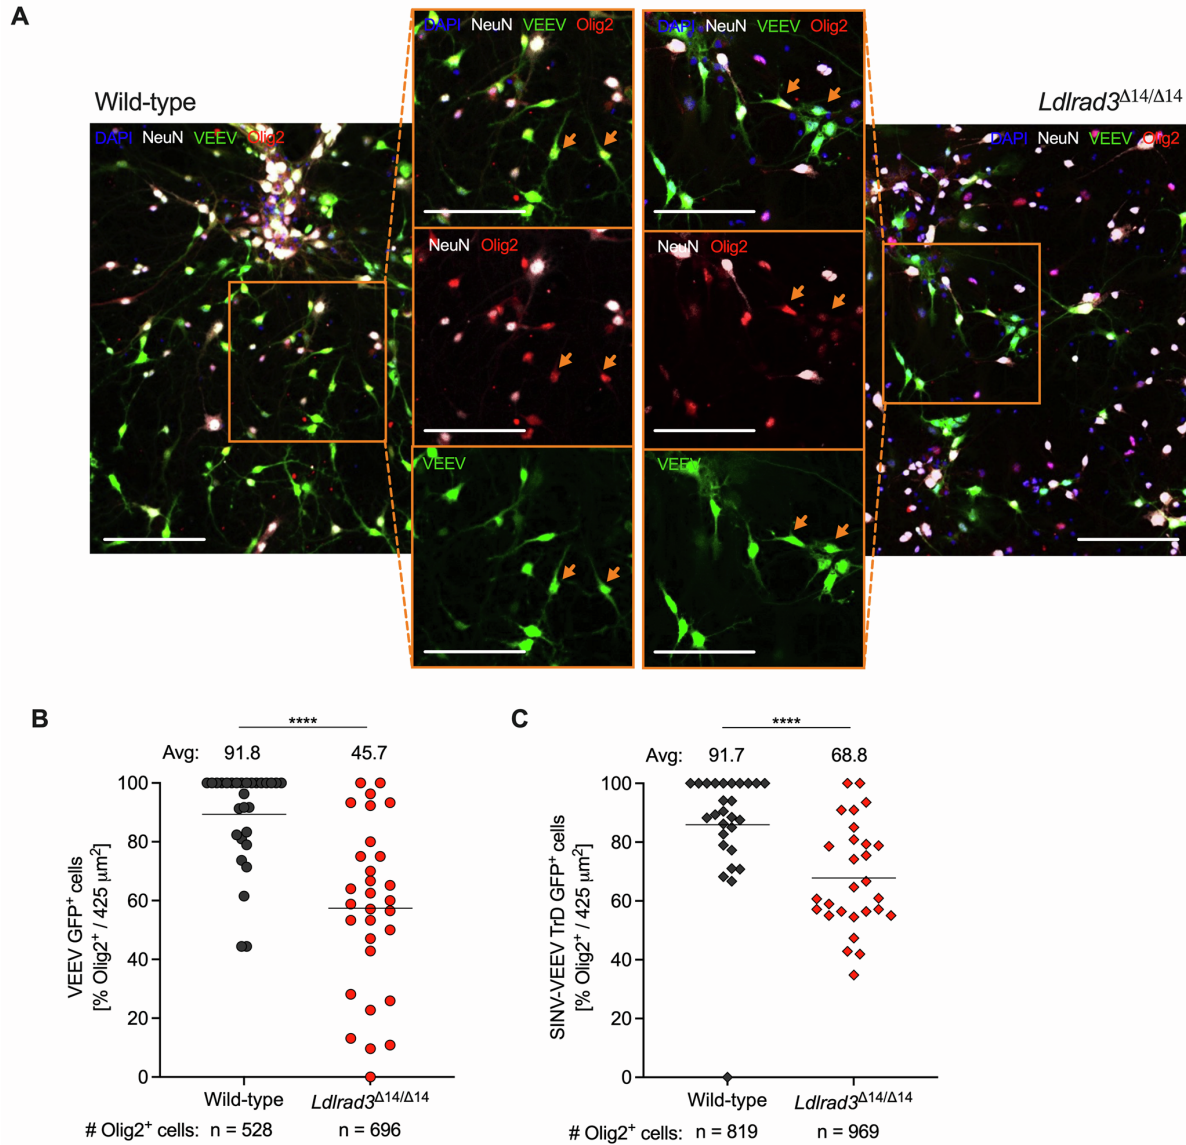 A
Wild-type
DAPI NeuN VEEV Olig2
DAPI NeuN VEEV Olig2
NeuN Olig2
VEEV
DAPI NeuN VEEV Olig2
NeuN Olig2
VEEV
Ldlrad3Δ14/Δ14
DAPI NeuN VEEV Olig2
B
****
Avg: 91.8 45.7
VEEV GFP+ cells
[% Olig2+ / 425 µm2]
100
80
60
40
20
0
Wild-type Ldlrad3Δ14/Δ14
# Olig2+ cells: n = 528 n = 696
C
****
Avg: 91.7 68.8
SINV-VEEV TrD GFP+ cells
[% Olig2+ / 425 µm2]
100
80
60
40
20
0
Wild-type Ldlrad3Δ14/Δ14
# Olig2+ cells: n = 819 n = 969